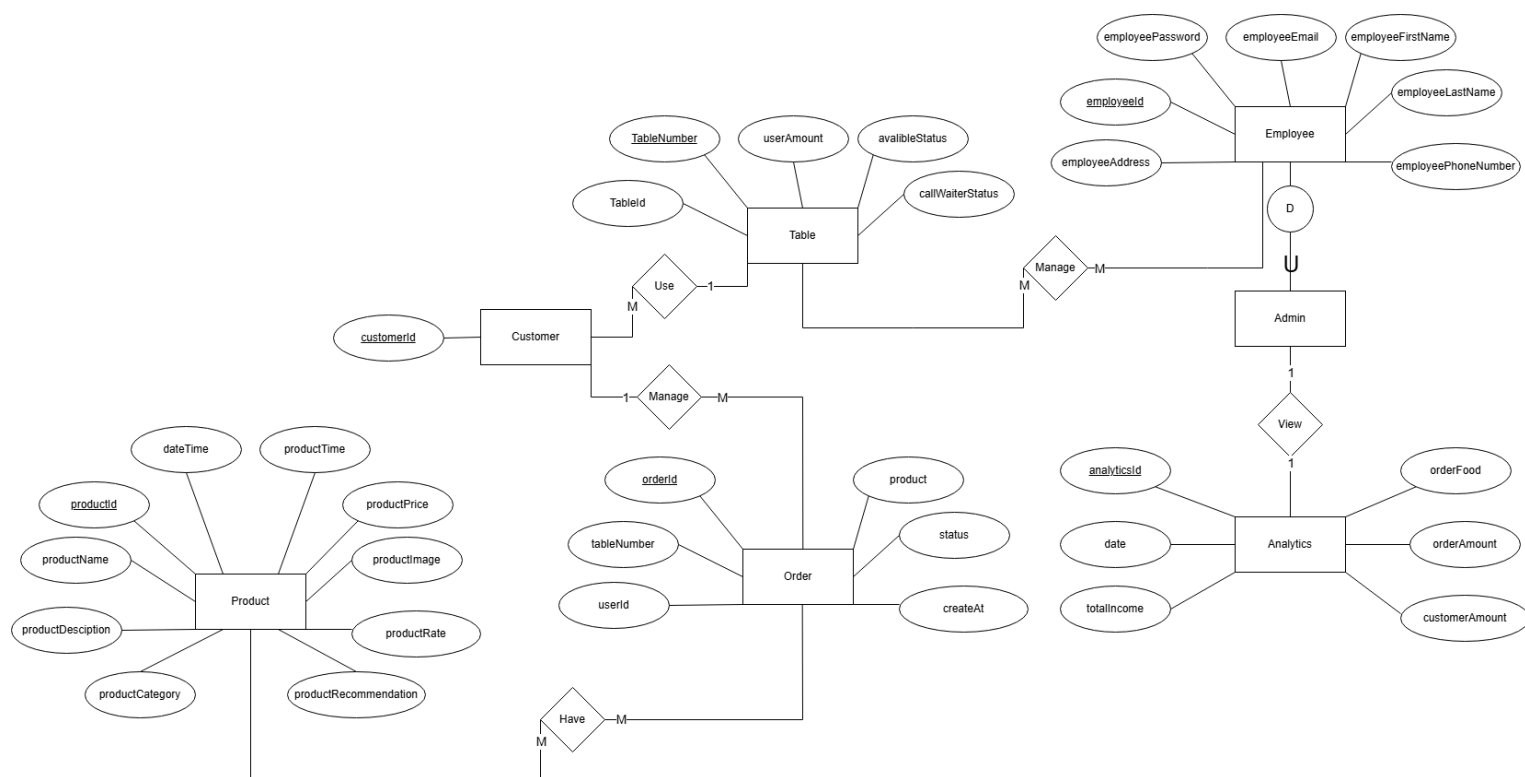 employeePassword
employeeEmail
employeeFirstName
employeeId
employeeLastName
Employee
employeeAddress
employeePhoneNumber
D
U
TableNumber
userAmount
avalibleStatus
TableId
callWaiterStatus
Table
Manage
M
M
Use
1
M
customerId
Customer
Admin
1
Manage
1
M
View
1
dateTime
productTime
productId
productPrice
productName
productImage
Product
productDesciption
productRate
productCategory
productRecommendation
orderId
product
tableNumber
status
Order
userId
createAt
analyticsId
orderFood
date
Analytics
orderAmount
totalIncome
customerAmount
Have
M
M